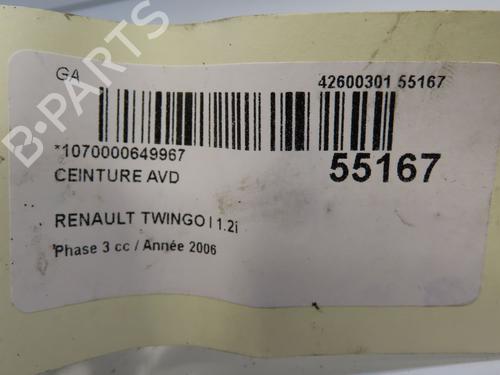 GA 42600301 55167
*1070000649967
55167
CEINTURE AVD
RENAULT TWINGO I 1.2i
Phase 3 cc / Année 2006
B-PARTS